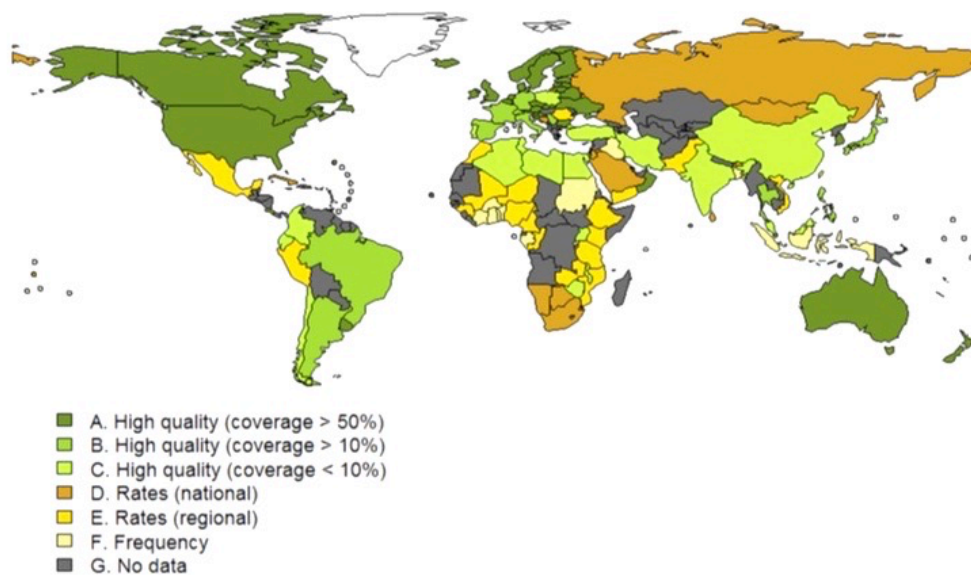 A. High quality (coverage > 50%)
B. High quality (coverage > 10%)
C. High quality (coverage < 10%)
D. Rates (national)
E. Rates (regional)
F. Frequency
G. No data